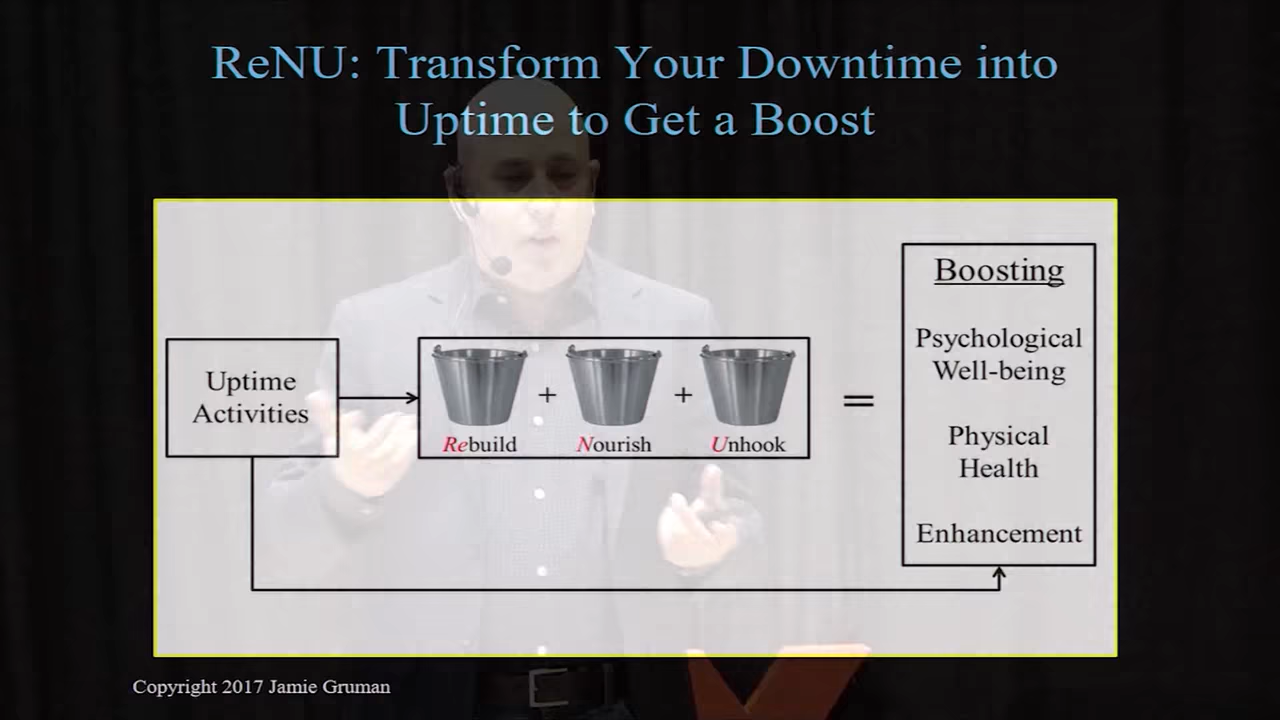 ReNU: Transform Your Downtime into
Uptime to Get a Boost
Uptime
Activities
+
+
Rebuild
Nourish
Unhook
=
Boosting
Psychological
Well-being
Physical
Health
Enhancement
Copyright 2017 Jamie Gruman